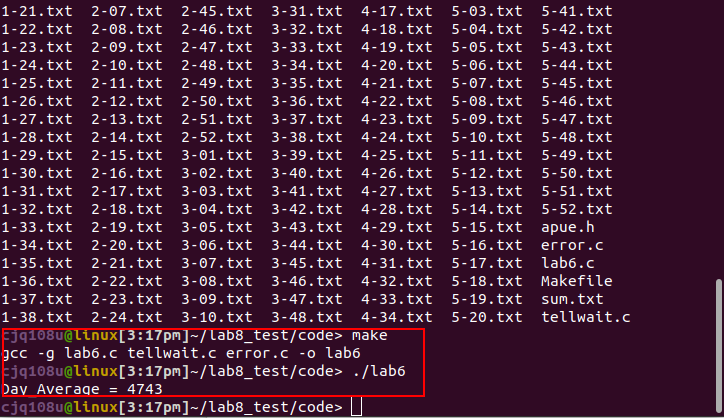 1-21.txt 2-07.txt 2-45.txt 3-31.txt 4-17.txt 5-03.txt 5-41.txt
1-22.txt 2-08.txt 2-46.txt 3-32.txt 4-18.txt 5-04.txt 5-42.txt
1-23.txt 2-09.txt 2-47.txt 3-33.txt 4-19.txt 5-05.txt 5-43.txt
1-24.txt 2-10.txt 2-48.txt 3-34.txt 4-20.txt 5-06.txt 5-44.txt
1-25.txt 2-11.txt 2-49.txt 3-35.txt 4-21.txt 5-07.txt 5-45.txt
1-26.txt 2-12.txt 2-50.txt 3-36.txt 4-22.txt 5-08.txt 5-46.txt
1-27.txt 2-13.txt 2-51.txt 3-37.txt 4-23.txt 5-09.txt 5-47.txt
1-28.txt 2-14.txt 2-52.txt 3-38.txt 4-24.txt 5-10.txt 5-48.txt
1-29.txt 2-15.txt 3-01.txt 3-39.txt 4-25.txt 5-11.txt 5-49.txt
1-30.txt 2-16.txt 3-02.txt 3-40.txt 4-26.txt 5-12.txt 5-50.txt
1-31.txt 2-17.txt 3-03.txt 3-41.txt 4-27.txt 5-13.txt 5-51.txt
1-32.txt 2-18.txt 3-04.txt 3-42.txt 4-28.txt 5-14.txt 5-52.txt
1-33.txt 2-19.txt 3-05.txt 3-43.txt 4-29.txt 5-15.txt apue.h
1-34.txt 2-20.txt 3-06.txt 3-44.txt 4-30.txt 5-16.txt error.c
1-35.txt 2-21.txt 3-07.txt 3-45.txt 4-31.txt 5-17.txt lab6.c
1-36.txt 2-22.txt 3-08.txt 3-46.txt 4-32.txt 5-18.txt Makefile
1-37.txt 2-23.txt 3-09.txt 3-47.txt 4-33.txt 5-19.txt sum.txt
1-38.txt 2-24.txt 3-10.txt 3-48.txt 4-34.txt 5-20.txt tellwait.c
cjq108u@linux[3:17pm]~/lab8_test/code> make
gcc -g lab6.c tellwait.c error.c -o lab6
cjq108u@linux[3:17pm]~/lab8_test/code> ./lab6
Day Average = 4743
cjq108u@linux[3:17pm]~/lab8_test/code>